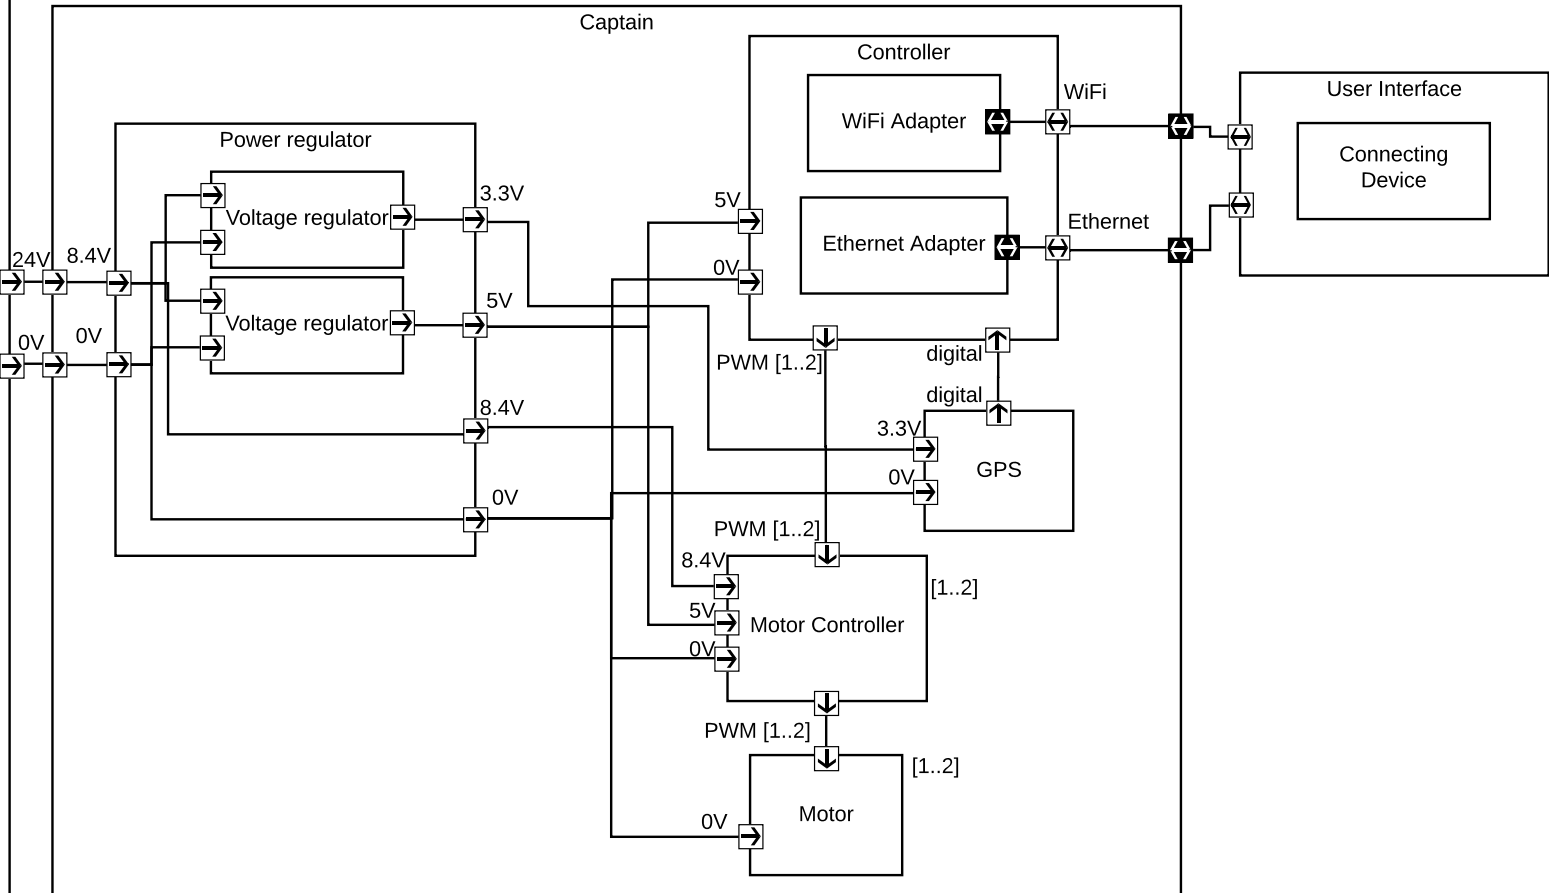 Captain
Controller
WiFi
WiFi Adapter
User Interface
Connecting
Device
Power regulator
3.3V
5V
Voltage regulator
Ethernet
Ethernet Adapter
24V
8.4V
0V
5V
Voltage regulator
0V
0V
PWM [1..2]
digital
digital
8.4V
3.3V
GPS
0V
0V
PWM [1..2]
8.4V
[1..2]
5V
Motor Controller
0V
PWM [1..2]
[1..2]
Motor
0V